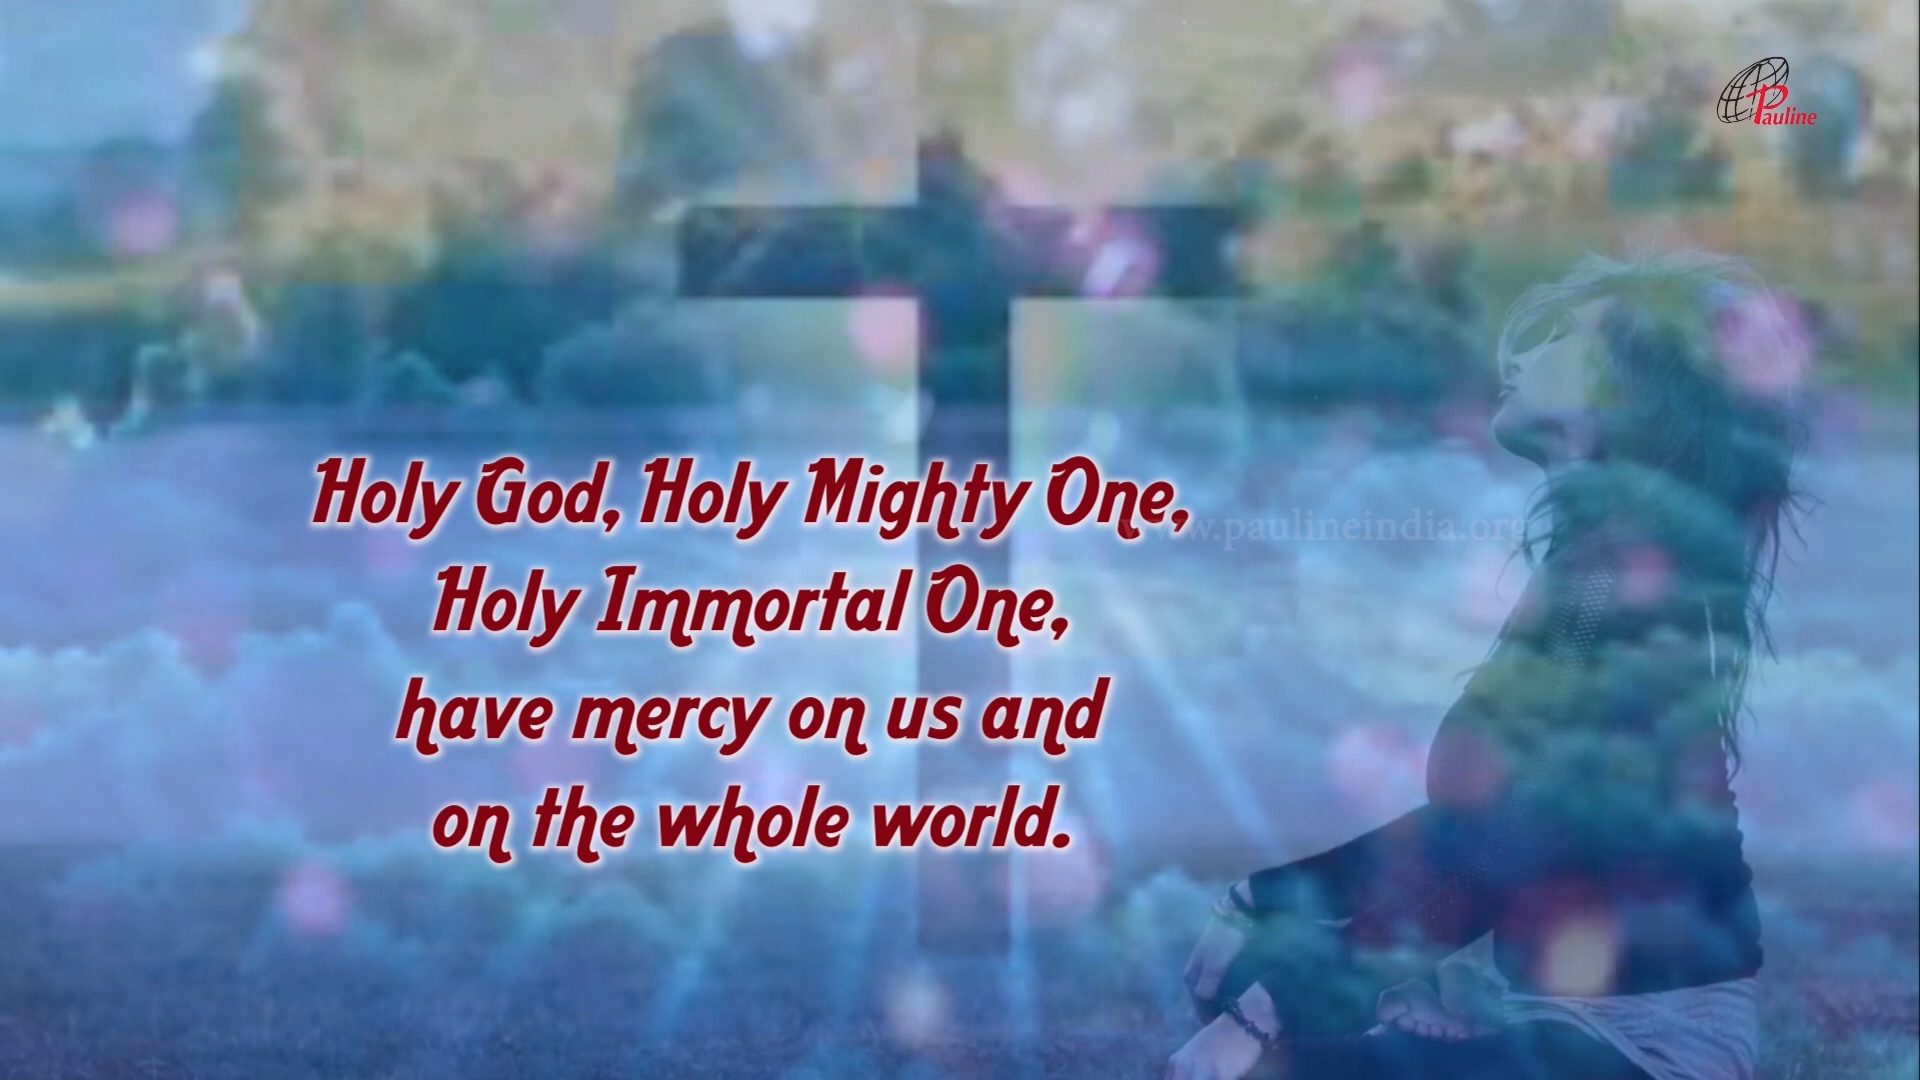 Pauline
Holy God, Holy Mighty One,
www.paulineindia.org
Holy Immortal One,
have mercy on us and
on the whole world.